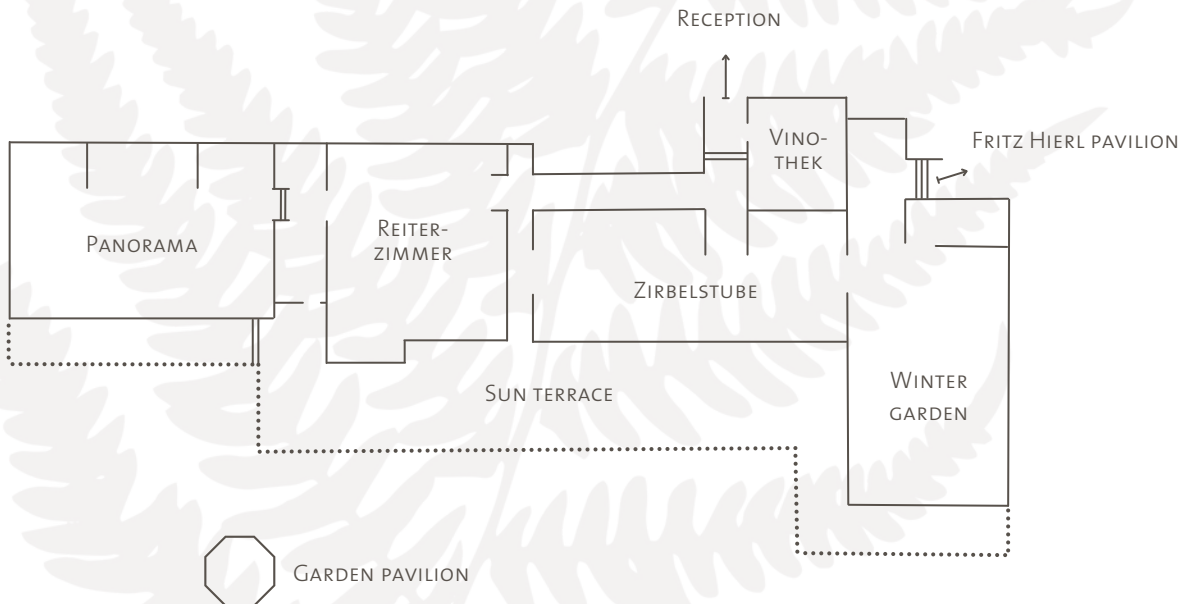 RECEPTION
VINO-
THEK
FRITZ HIERL PAVILION
PANORAMA
REITER-
ZIMMER
ZIRBELSTUBE
WINTER
GARDEN
SUN TERRACE
GARDEN PAVILION